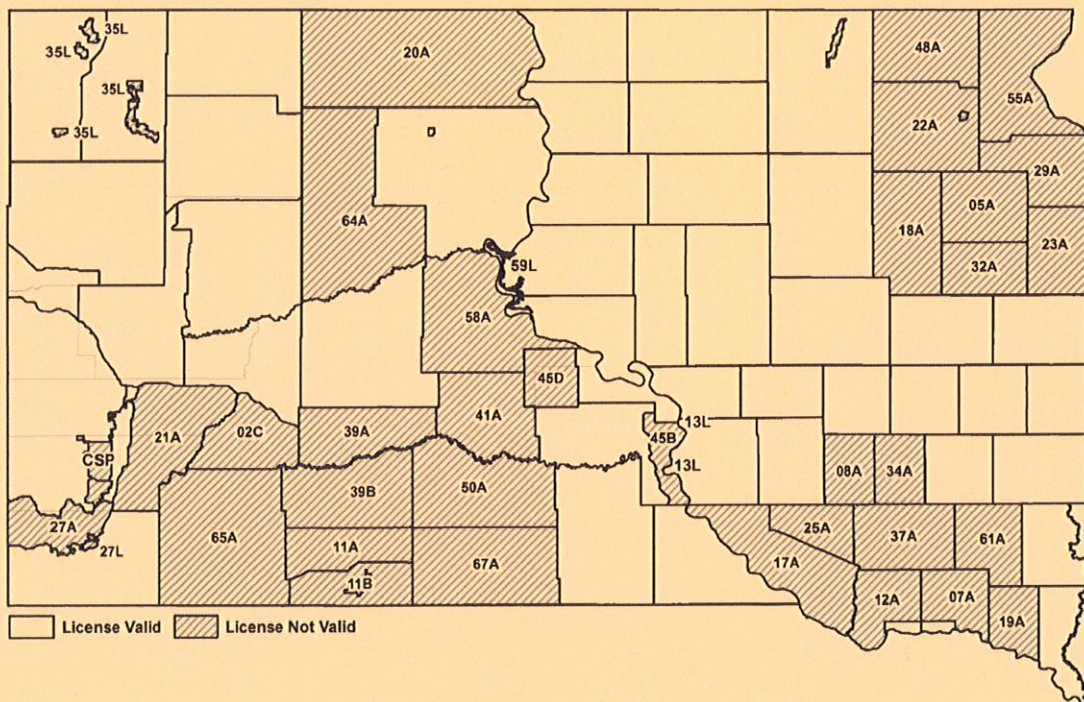 35L
35L
20A
48A
35L
55A
22A
35L
29A
05A
64A
18A
23A
32A
59L
58A
45D
41A
13L
02C
39A
21A
45B
CSP
13L
08A
34A
50A
39B
27A
25A
65A
37A
61A
27L
11A
67A
17A
11B
12A
07A
19A
License Valid
License Not Valid